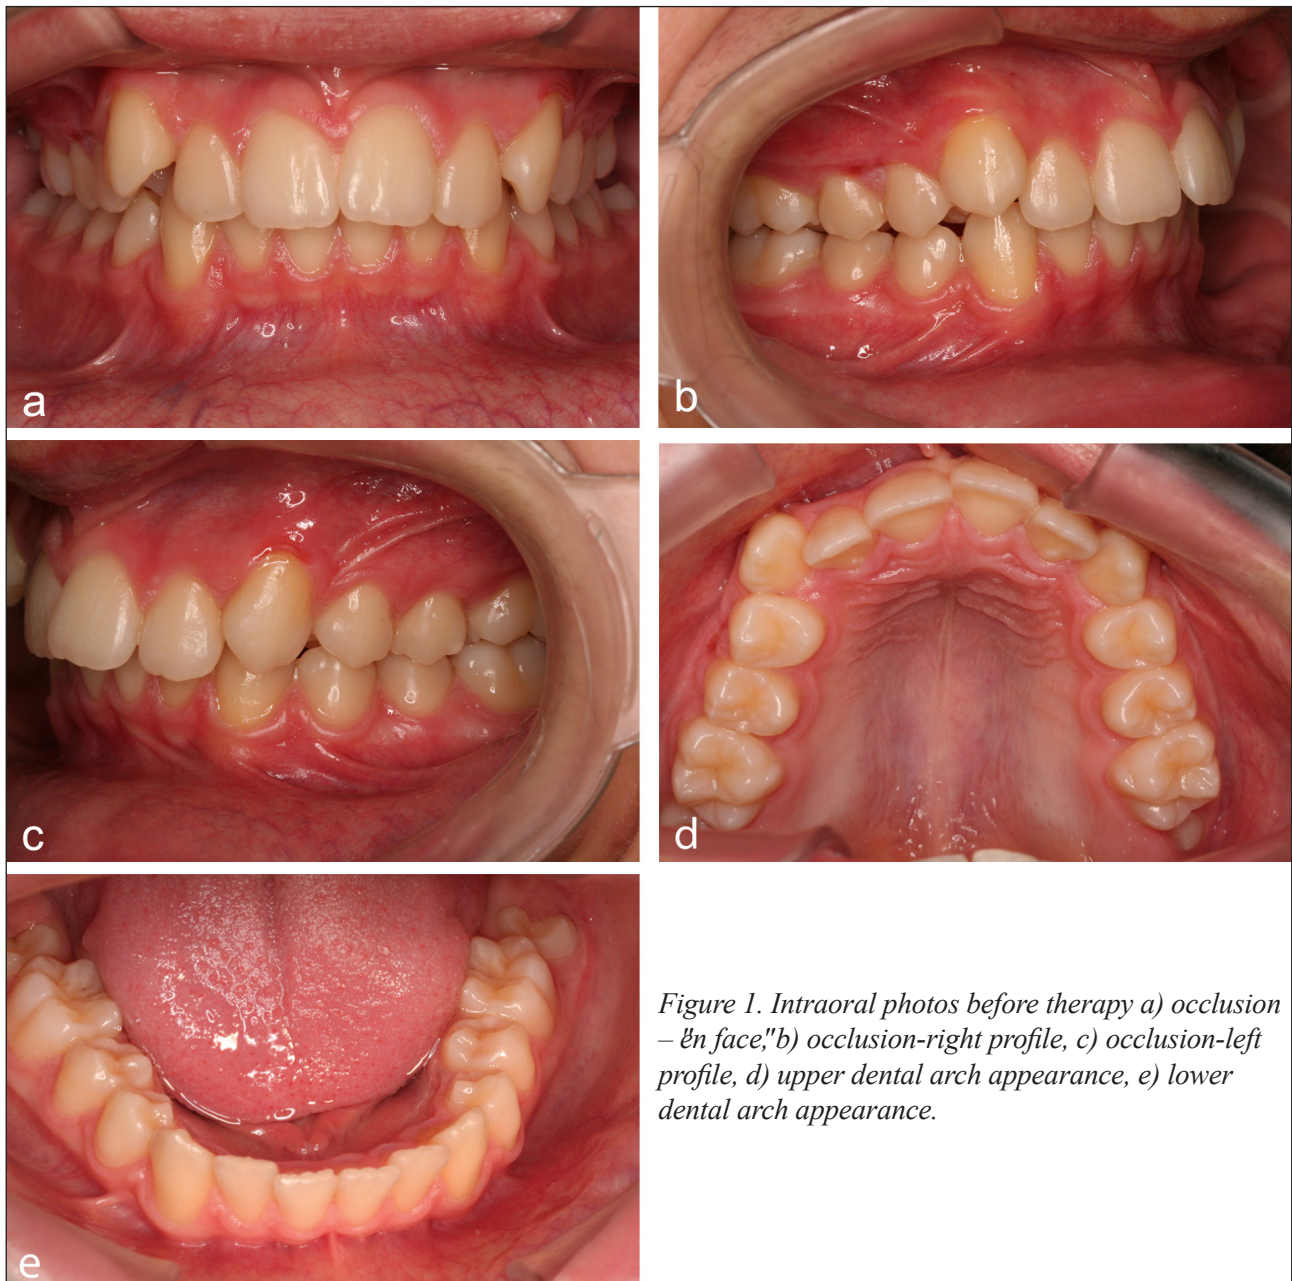 a
b
c
d
e
Figure 1. Intraoral photos before therapy a) occlusion
– "en face," b) occlusion-right profile, c) occlusion-left
profile, d) upper dental arch appearance, e) lower
dental arch appearance.